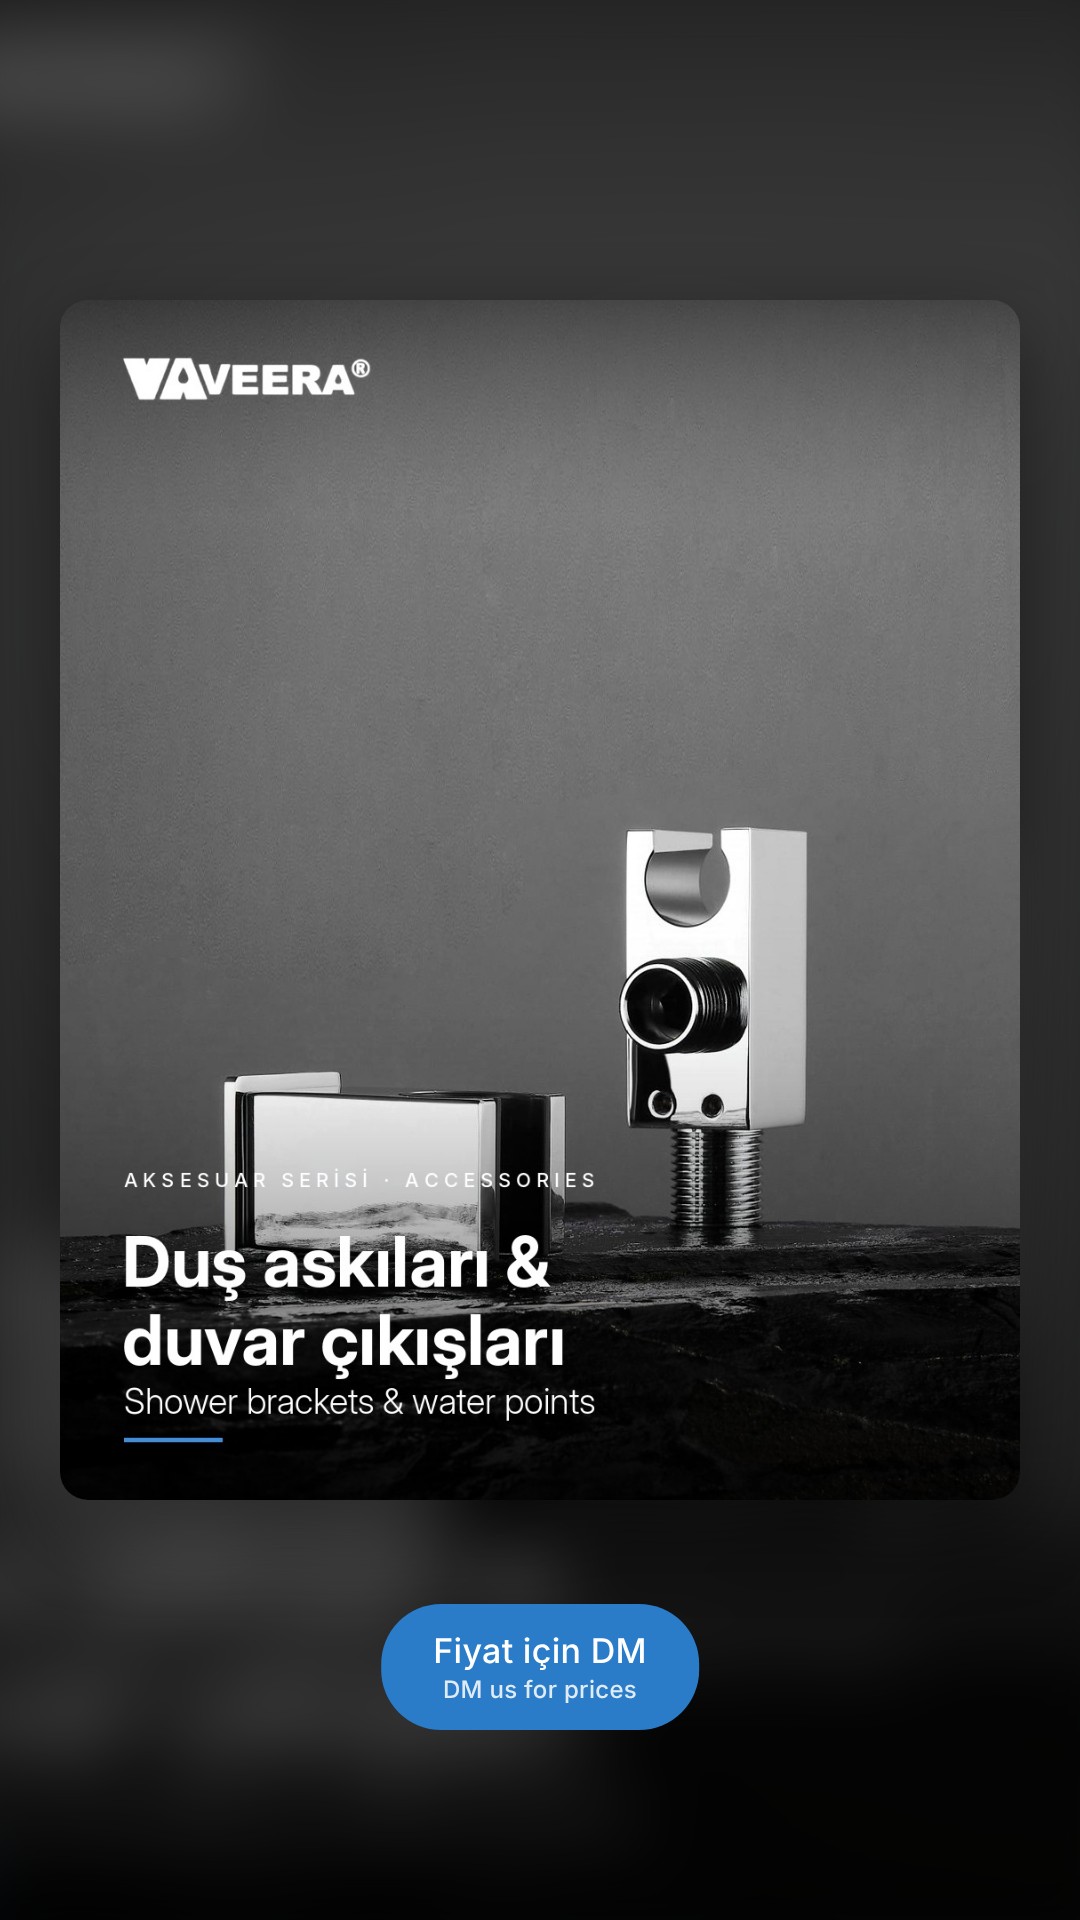 VAVEERA®
AKSESUAR SERİSİ · ACCESSORIES
Duş askıları &
duvar çıkışları
Shower brackets & water points
Fiyat için DM
DM us for prices